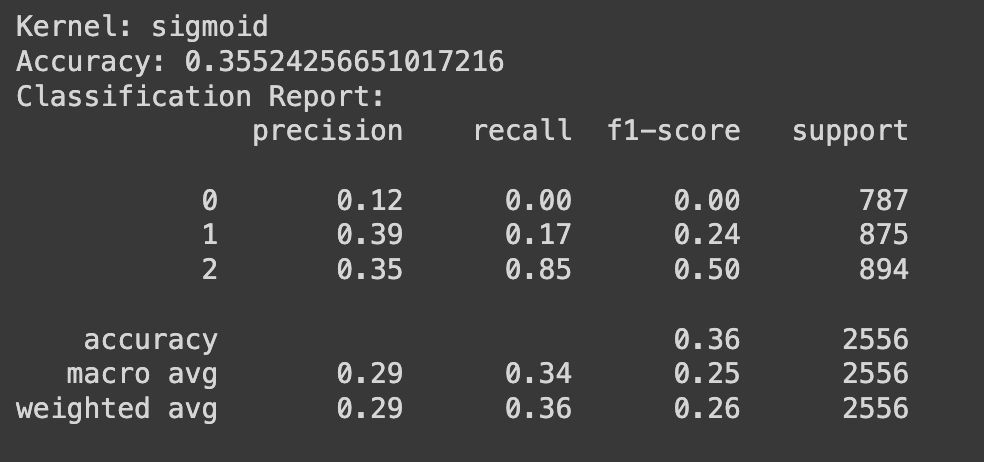 Kernel: sigmoid
Accuracy: 0.35524256651017216
Classification Report:
precision recall f1-score support
0 0.12 0.00 0.00 787
1 0.39 0.17 0.24 875
2 0.35 0.85 0.50 894
accuracy 0.36 2556
macro avg 0.29 0.34 0.25 2556
weighted avg 0.29 0.36 0.26 2556